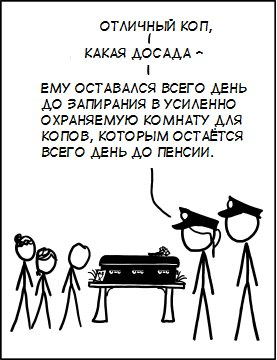 ОТЛИЧНЫЙ КОП,
КАКАЯ ДОСАДА ~
ЕМУ ОСТАВАЛСЯ ВСЕГО ДЕНЬ
ДО ЗАПИРАНИЯ В УСИЛЕННО
ОХРАНЯЕМУЮ КОМНАТУ ДЛЯ
КОПОВ, КОТОРЫМ ОСТАЁТСЯ
ВСЕГО ДЕНЬ ДО ПЕНСИИ.